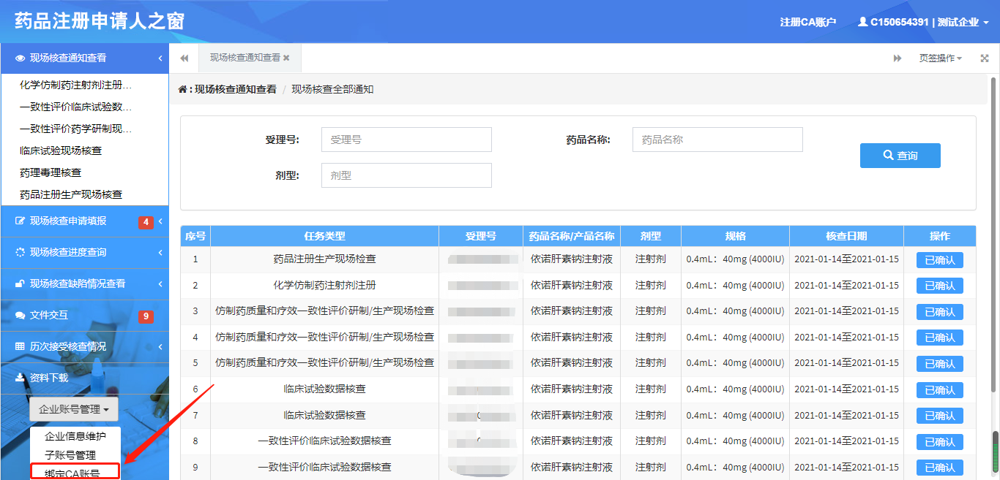 药品注册申请人之窗
注册CA账户
C150654391 | 测试企业
现场核查通知查看
现场核查通知查看
页签操作
化学仿制药注射剂注册…
一致性评价临床试验数…
一致性评价药学研制现…
临床试验现场核查
药理毒理核查
药品注册生产现场核查
现场核查申请填报 4
现场核查进度查询
现场核查缺陷情况查看
文件交互 9
历次接受核查情况
资料下载
企业账号管理
企业信息维护
子账号管理
绑定CA账号
: 现场核查通知查看 / 现场核查全部通知
受理号: 受理号 药品名称: 药品名称
查询
剂型: 剂型
序号 任务类型 受理号 药品名称/产品名称 剂型 规格 核查日期 操作
1 药品注册生产现场检查 依诺肝素钠注射液 注射剂 0.4mL：40mg (4000IU) 2021-01-14至2021-01-15 已确认
2 化学仿制药注射剂注册 依诺肝素钠注射液 注射剂 0.4mL：40mg (4000IU) 2021-01-14至2021-01-15 已确认
3 仿制药质量和疗效一致性评价研制/生产现场检查 依诺肝素钠注射液 注射剂 0.4mL：40mg (4000IU) 2021-01-14至2021-01-15 已确认
4 仿制药质量和疗效一致性评价研制/生产现场检查 依诺肝素钠注射液 注射剂 0.4mL：40mg (4000IU) 2021-01-14至2021-01-15 已确认
5 仿制药质量和疗效一致性评价研制/生产现场检查 依诺肝素钠注射液 注射剂 0.4mL：40mg (4000IU) 2021-01-14至2021-01-15 已确认
6 临床试验数据核查 依诺肝素钠注射液 注射剂 0.4mL：40mg (4000IU) 2021-01-14至2021-01-15 已确认
7 临床试验数据核查 依诺肝素钠注射液 注射剂 0.4mL：40mg (4000IU) 2021-01-14至2021-01-15 已确认
8 一致性评价临床试验数据核查 依诺肝素钠注射液 注射剂 0.4mL：40mg (4000IU) 2021-01-14至2021-01-15 已确认
9 一致性评价临床试验数据核查 依诺肝素钠注射液 注射剂 0.4mL：40mg (4000IU) 2021-01-14至2021-01-15 已确认